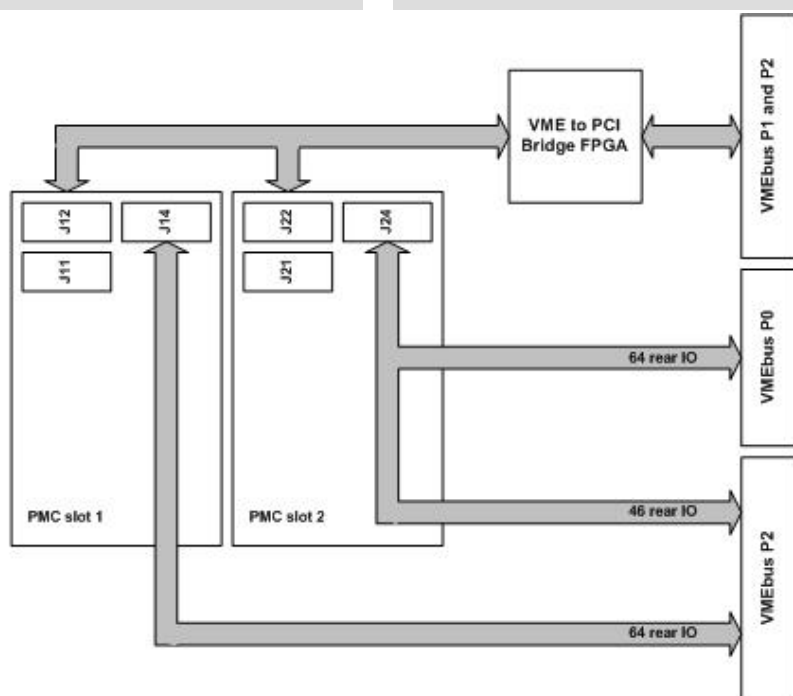 VME to PCI
Bridge FPGA
VMEbus P1 and P2
J12
J14
J11
J22
J24
J21
64 rear IO
VMEbus P0
PMC slot 1
PMC slot 2
46 rear IO
VMEbus P2
64 rear IO